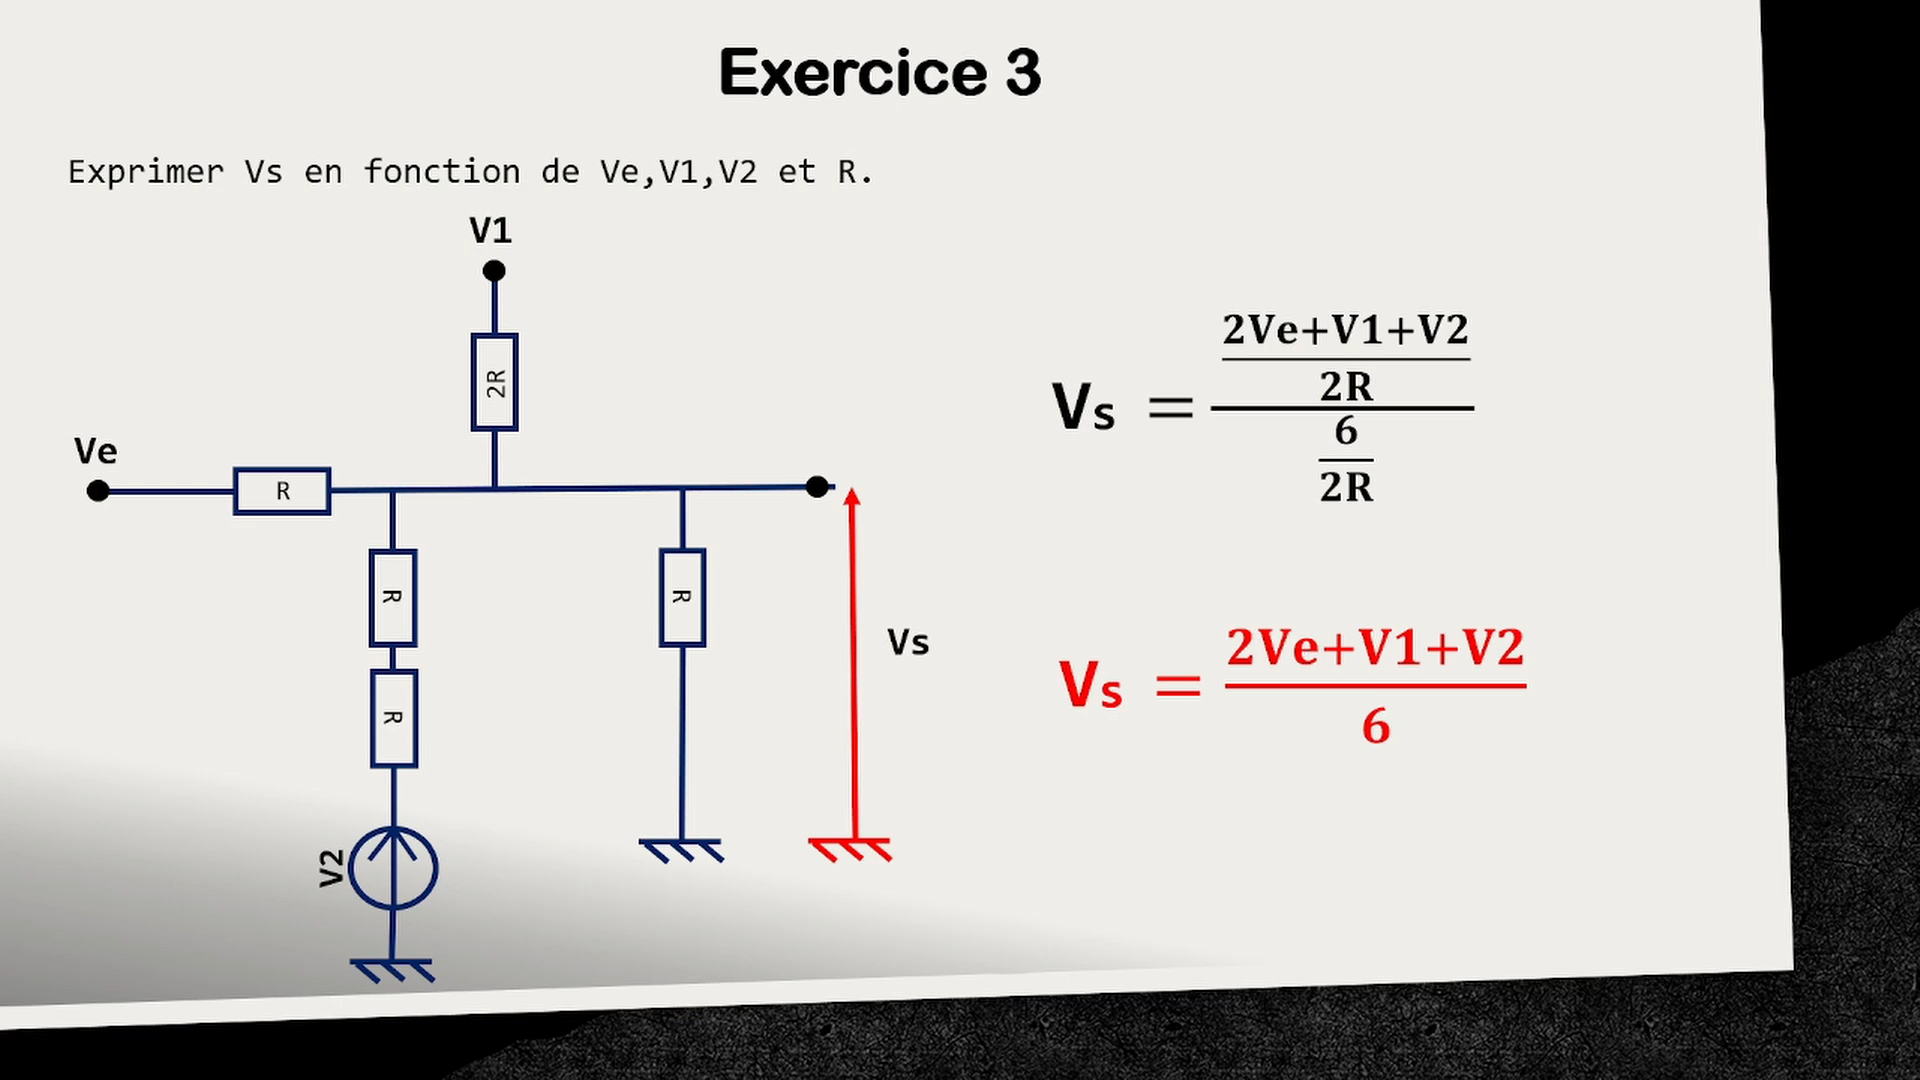 Exercice 3
Exprimer Vs en fonction de Ve,V1,V2 et R.
V1
2R
Ve
R
R
R
R
V2
Vs
Vs =
2Ve+V1+V2
2R
6
2R
Vs =
2Ve+V1+V2
6